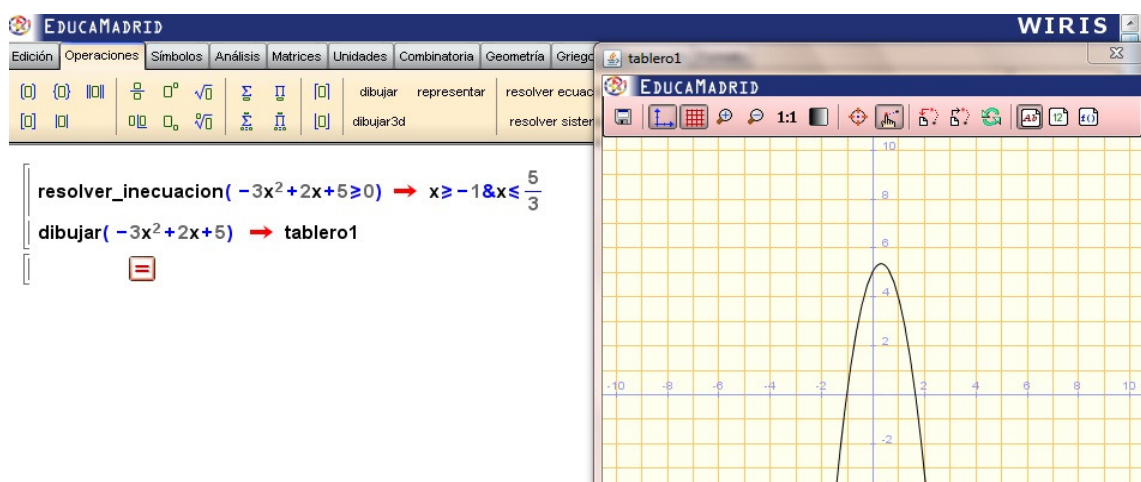 EDUCAMADRID
WIRIS
Edición Operaciones Símbolos Análisis Matrices Unidades Combinatoria Geometría Griego
dibujar representar resolver ecuac
dibujar3d resolver sister
resolver_inecuacion( -3x²+2x+5≥0) → x≥-1&x≤5/3
dibujar( -3x²+2x+5) → tablero1
=
tablero1
EDUCAMADRID
1:1
10
8
6
4
2
-10 -8 -6 -4 -2 2 4 6 8 10
-2